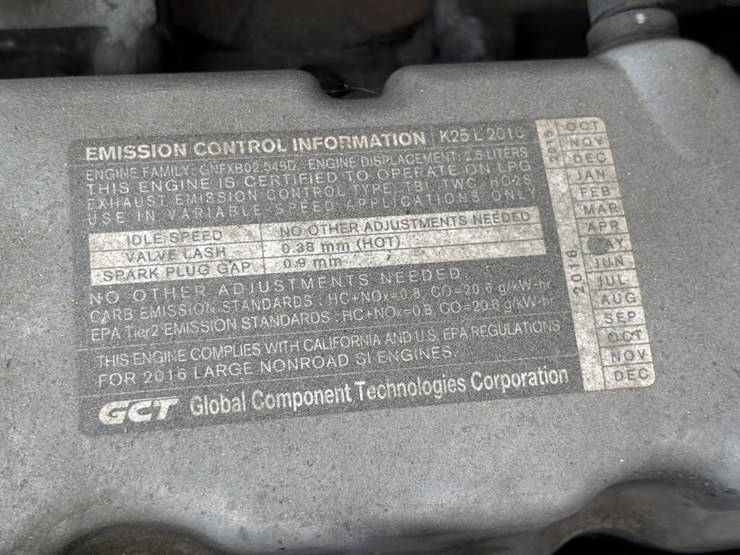 EMISSION CONTROL INFORMATION K25 L 2016
ENGINE FAMILY: GNFXB02.549D ENGINE DISPLACEMENT: 2.5 LITERS
THIS ENGINE IS CERTIFIED TO OPERATE ON LPG
EXHAUST EMISSION CONTROL TYPE: TBI TWC HO2S
USE IN VARIABLE SPEED APPLICATIONS ONLY
IDLE SPEED NO OTHER ADJUSTMENTS NEEDED
VALVE LASH 0.38 mm (HOT)
SPARK PLUG GAP 0.9 mm
NO OTHER ADJUSTMENTS NEEDED
CARB EMISSION STANDARDS : HC+NOx=0.8, CO=20.6 g/kW-hr
EPA Tier2 EMISSION STANDARDS : HC+NOx=0.8, CO=20.6 g/kW-hr
THIS ENGINE COMPLIES WITH CALIFORNIA AND U.S. EPA REGULATIONS
FOR 2016 LARGE NONROAD SI ENGINES.
GCT Global Component Technologies Corporation
OCT
NOV
DEC
2016
JAN
FEB
MAR
APR
AY
JUN
JUL
AUG
SEP
OCT
NOV
DEC